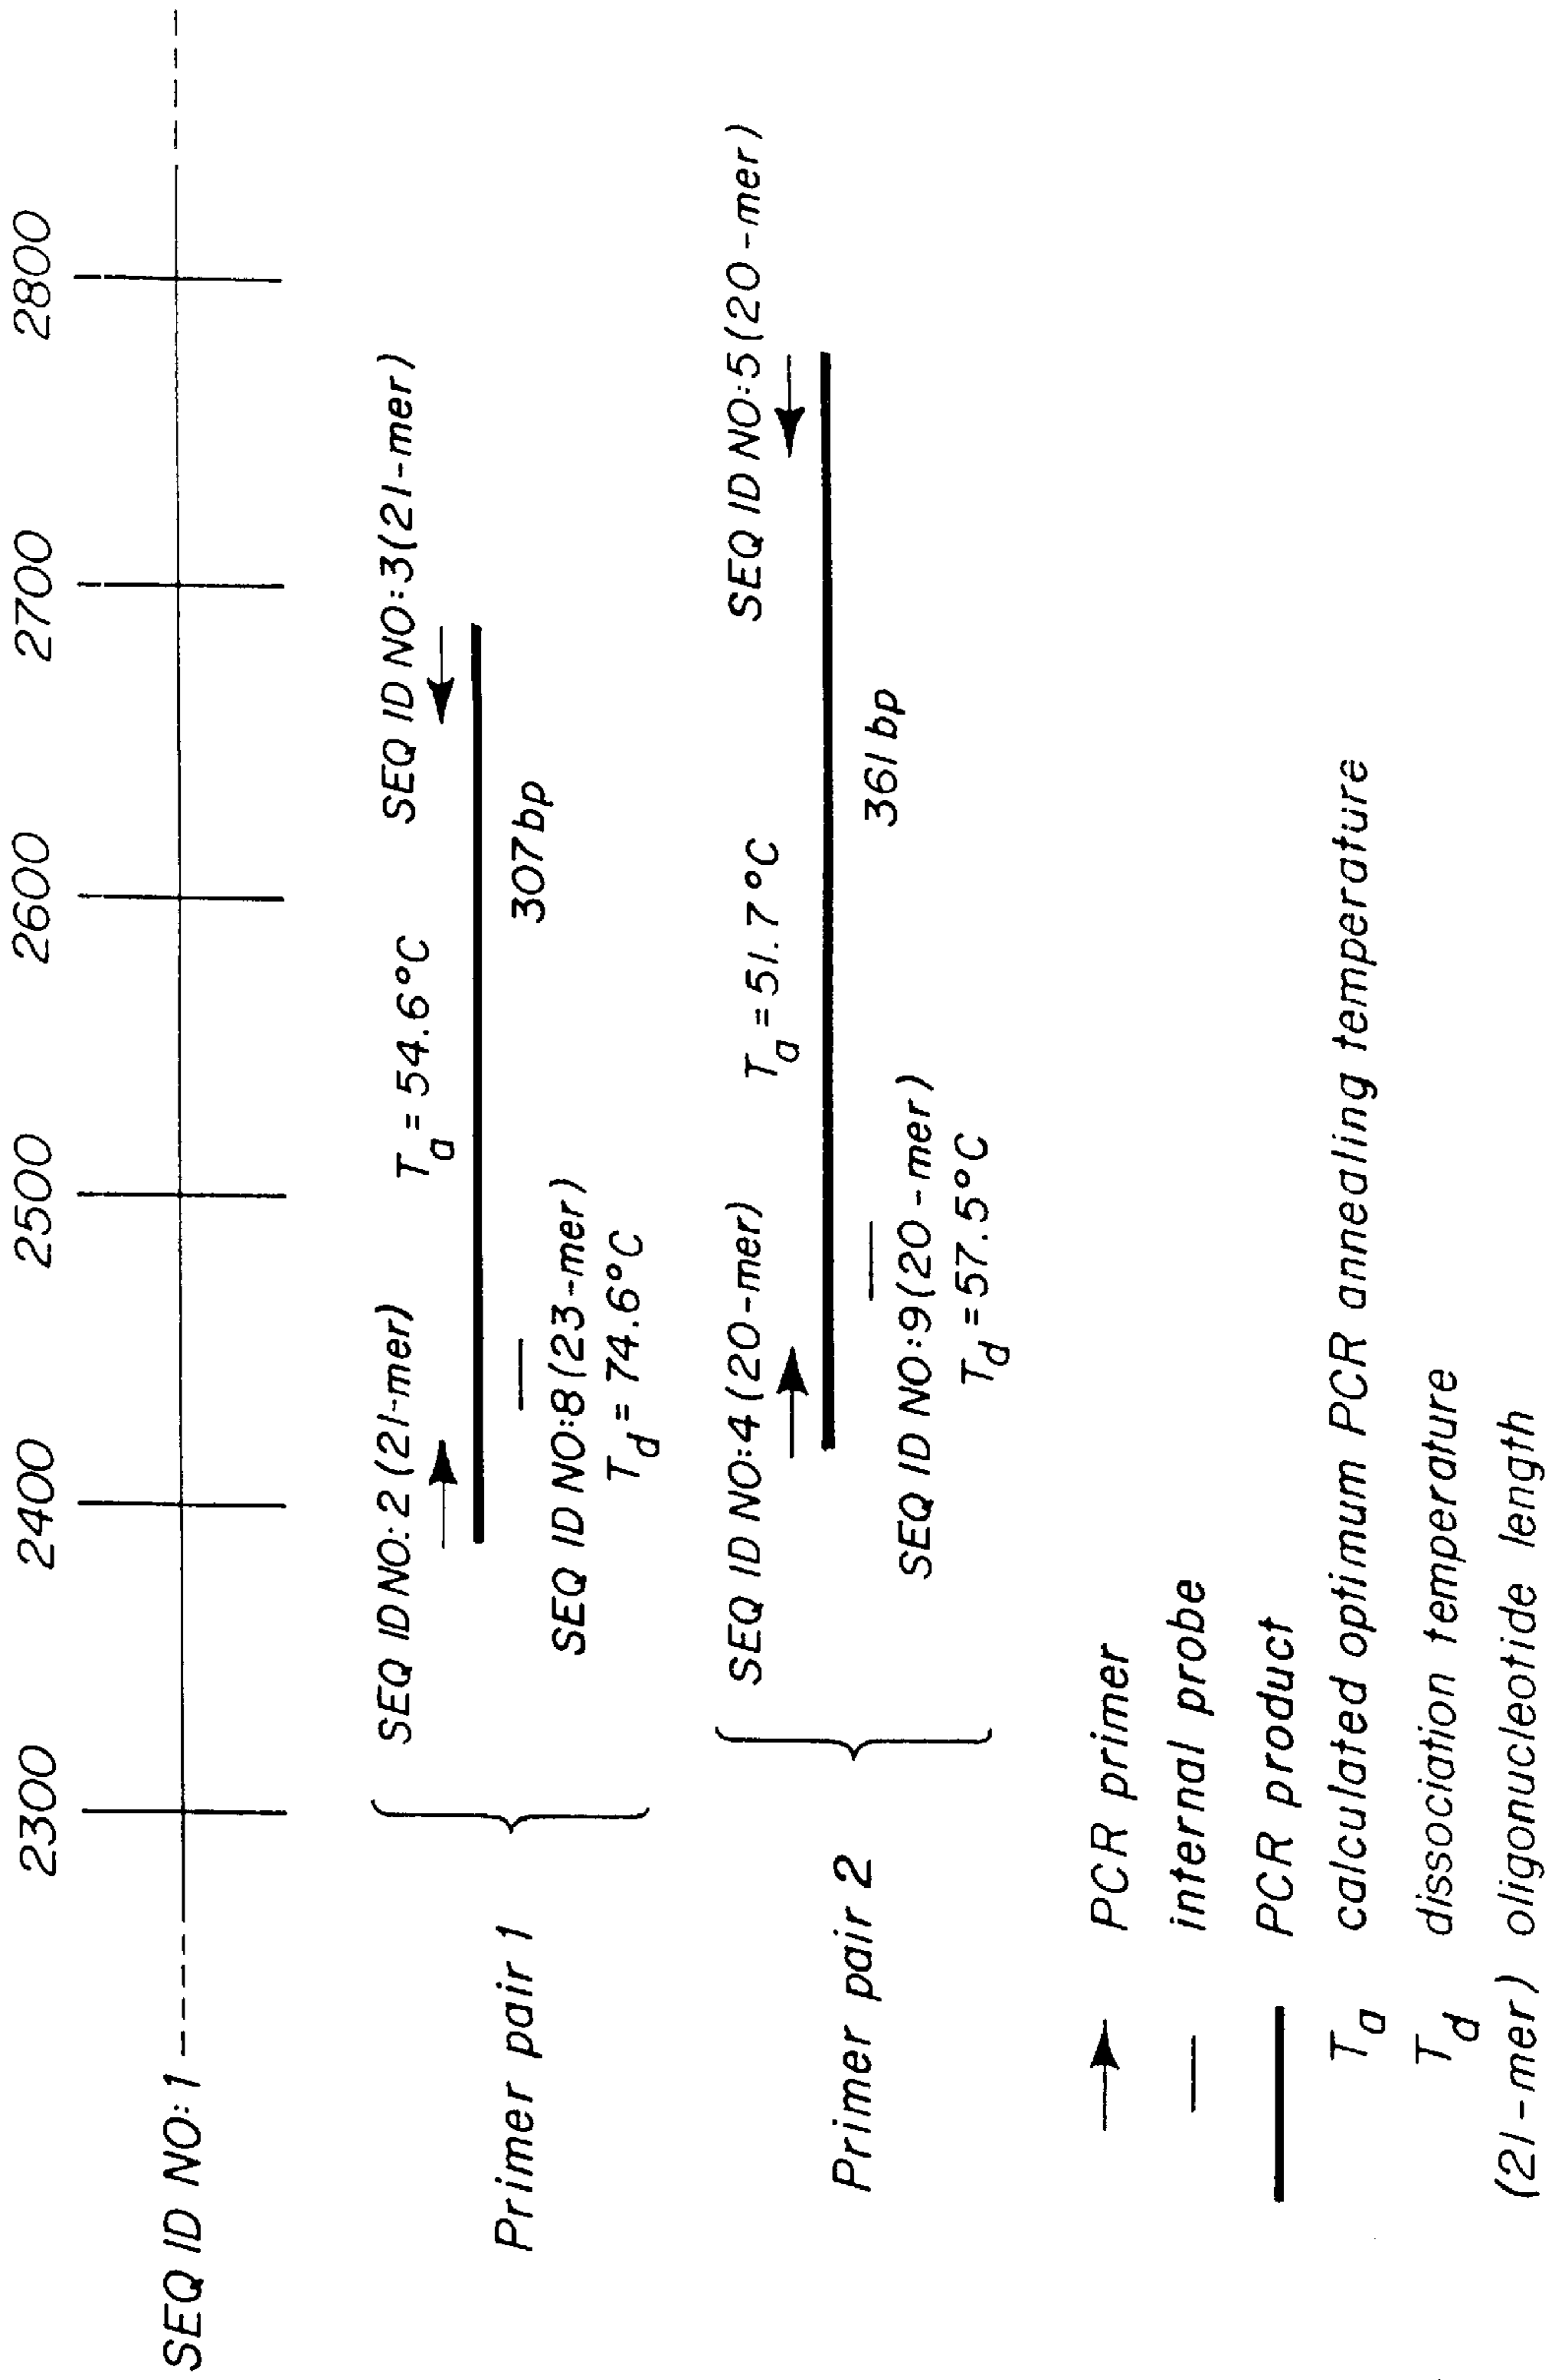 2300 2400 2500 2600 2700 2800
SEQ ID NO:1
SEQ ID NO:2 (21-mer)
Ta = 54.6°C
SEQ ID NO:3 (21-mer)
Primer pair 1
307 bp
SEQ ID NO:8 (23-mer)
Td = 74.6°C
SEQ ID NO:4 (20-mer)
Ta = 51.7°C
SEQ ID NO:5 (20-mer)
Primer pair 2
361 bp
SEQ ID NO:9 (20-mer)
Td = 57.5°C
PCR primer
internal probe
PCR product
Ta calculated optimum PCR annealing temperature
Td dissociation temperature
(21-mer) oligonucleotide length